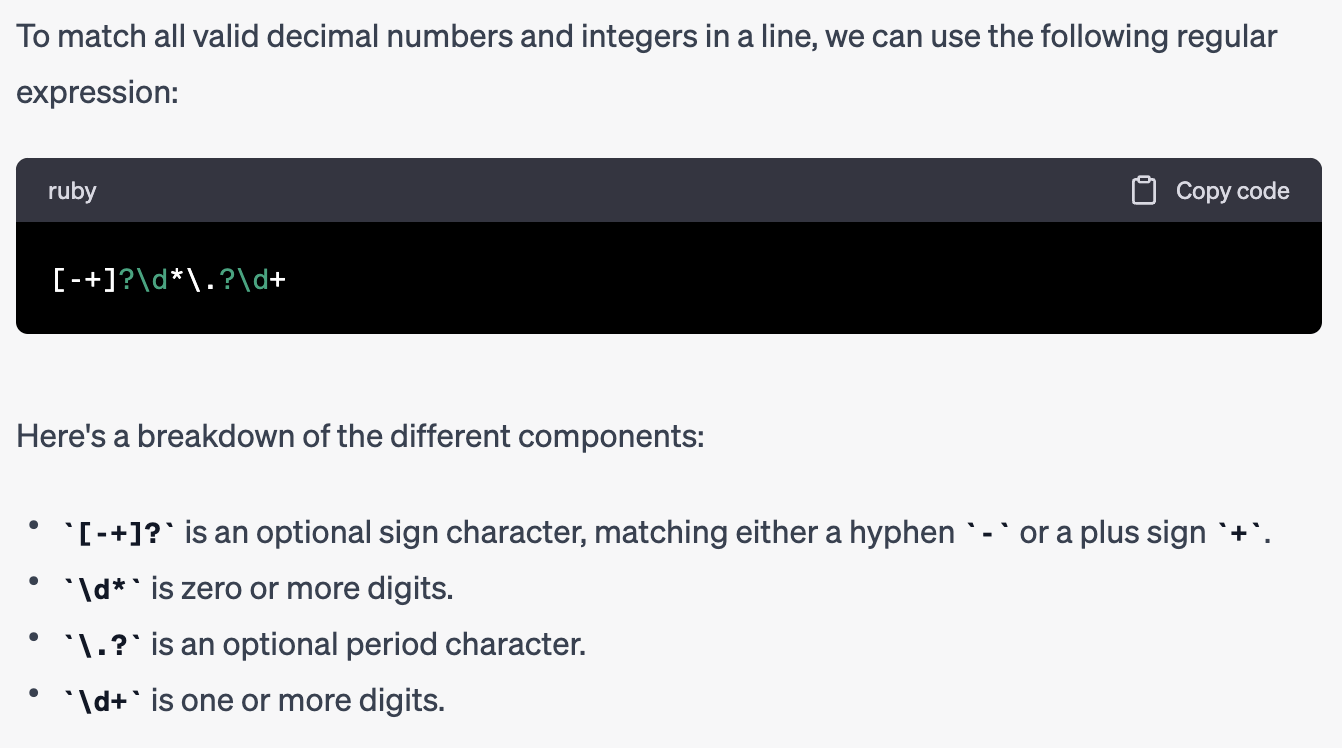 To match all valid decimal numbers and integers in a line, we can use the following regular
expression:
ruby
Copy code
[-+]?\d*\.?\d+
Here's a breakdown of the different components:
• `[-+]?` is an optional sign character, matching either a hyphen `-` or a plus sign `+`.
• `\d*` is zero or more digits.
• `\.?` is an optional period character.
• `\d+` is one or more digits.